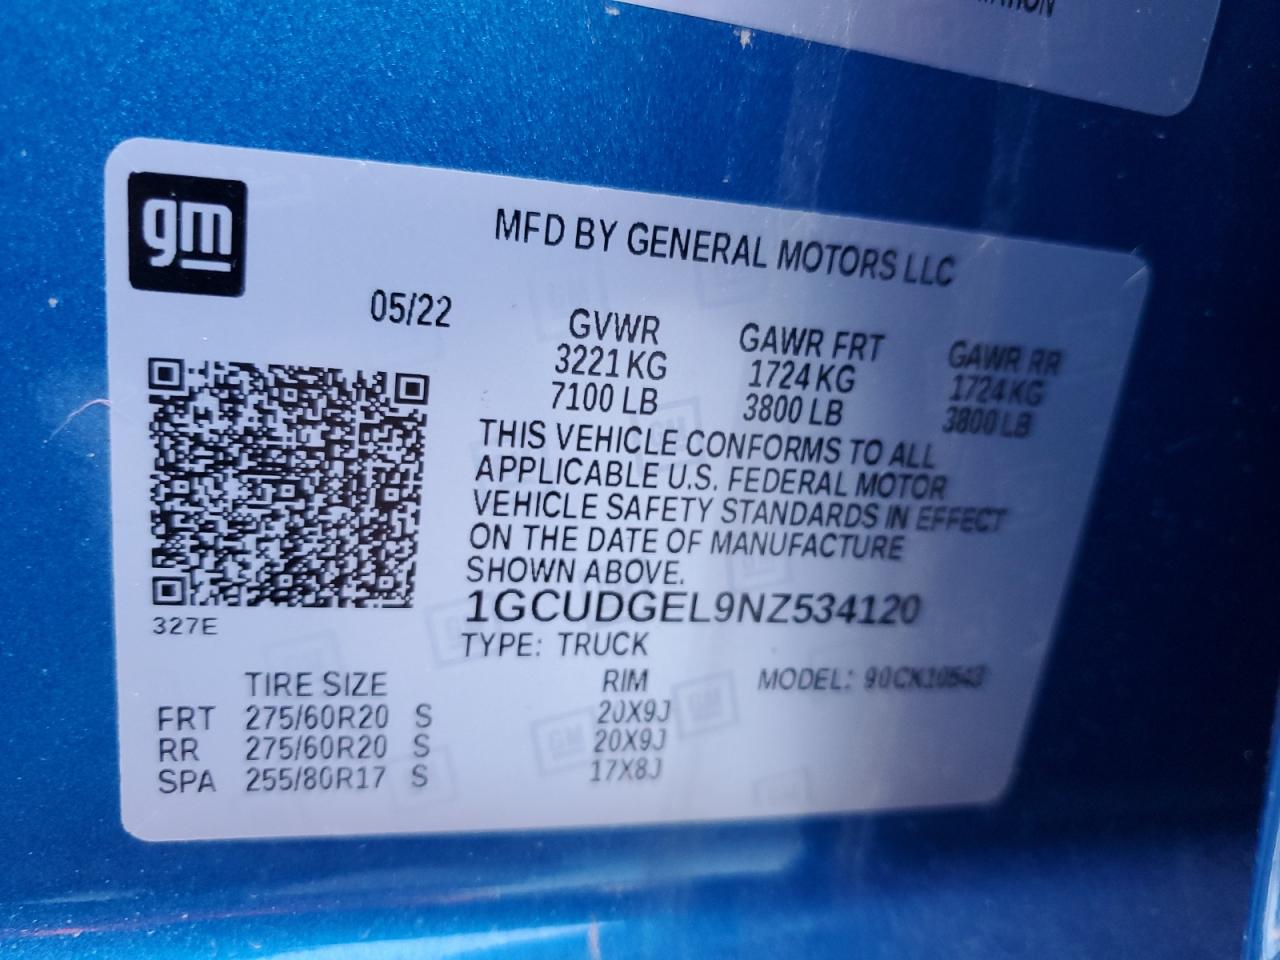 gm
MFD BY GENERAL MOTORS LLC
05/22
GVWR GAWR FRT GAWR RR
3221 KG 1724 KG 1724 KG
7100 LB 3800 LB 3800 LB
THIS VEHICLE CONFORMS TO ALL
APPLICABLE U.S. FEDERAL MOTOR
VEHICLE SAFETY STANDARDS IN EFFECT
ON THE DATE OF MANUFACTURE
SHOWN ABOVE.
327E
1GCUDGEL9NZ534120
TYPE: TRUCK
TIRE SIZE RIM MODEL: 90CK10543
FRT 275/60R20 S 20X9J
RR 275/60R20 S 20X9J
SPA 255/80R17 S 17X8J